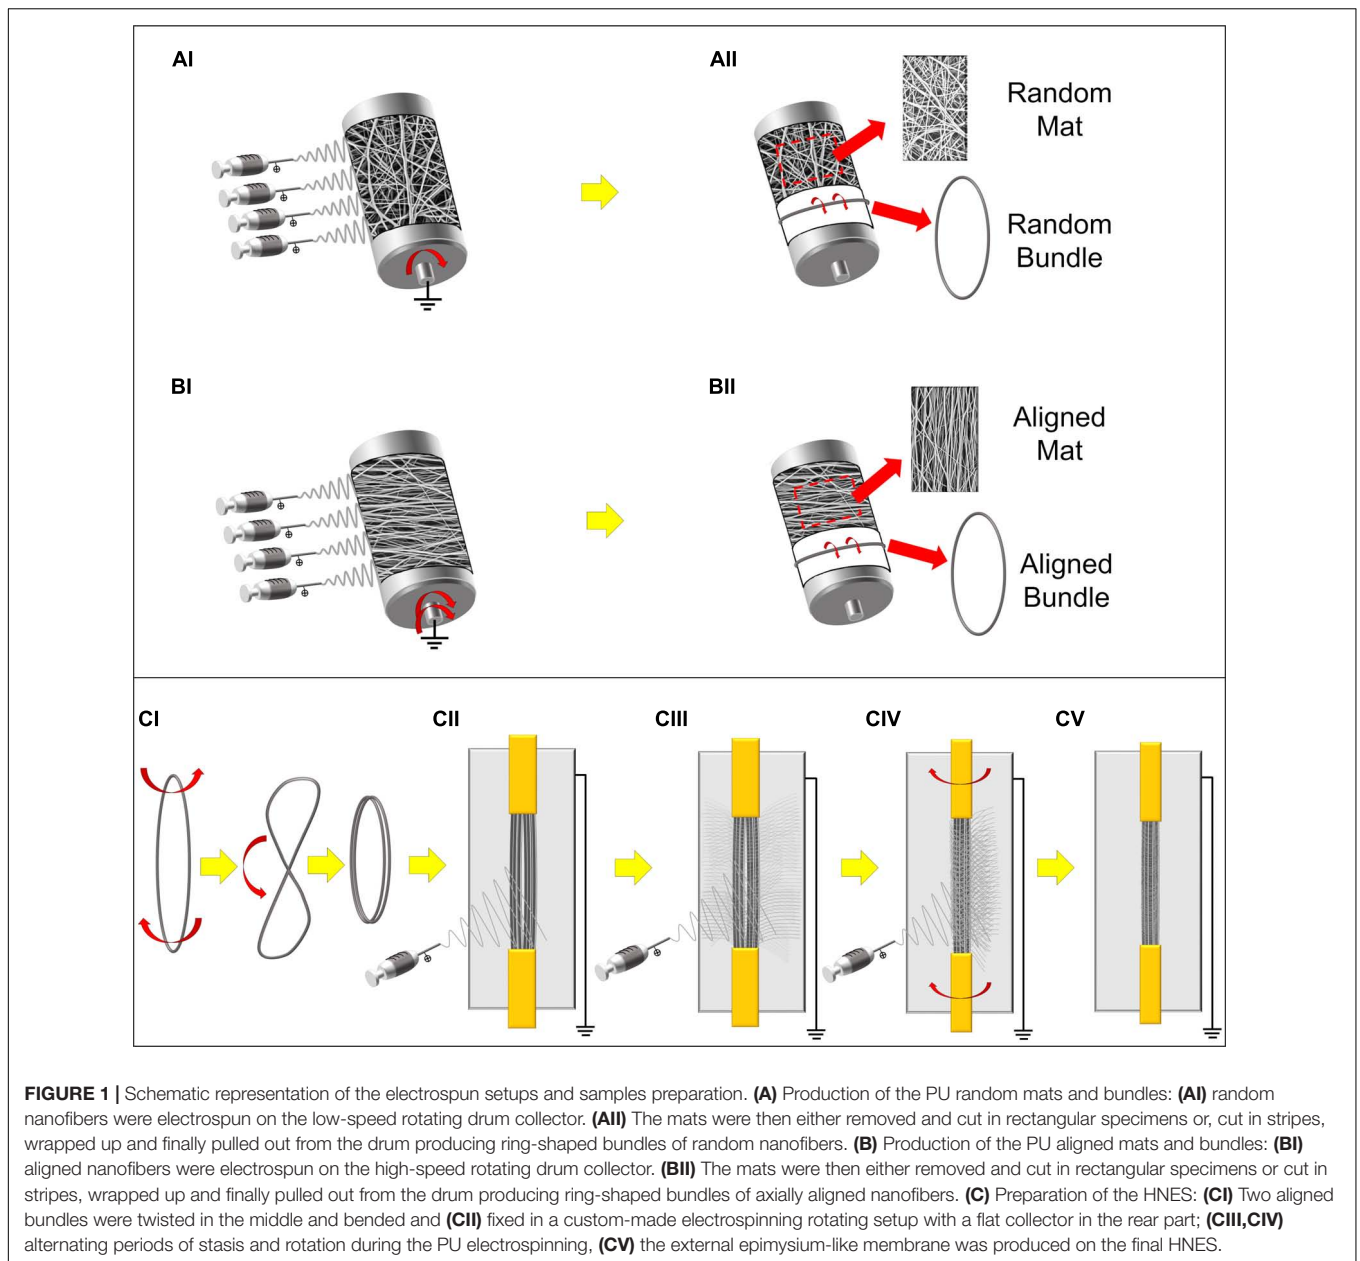 AI
AII
Random
Mat
Random
Bundle
BI
BII
Aligned
Mat
Aligned
Bundle
CI
CII
CIII
CIV
CV
FIGURE 1 | Schematic representation of the electrospun setups and samples preparation. (A) Production of the PU random mats and bundles: (AI) random
nanofibers were electrospun on the low-speed rotating drum collector. (AII) The mats were then either removed and cut in rectangular specimens or, cut in stripes,
wrapped up and finally pulled out from the drum producing ring-shaped bundles of random nanofibers. (B) Production of the PU aligned mats and bundles: (BI)
aligned nanofibers were electrospun on the high-speed rotating drum collector. (BII) The mats were then either removed and cut in rectangular specimens or cut in
stripes, wrapped up and finally pulled out from the drum producing ring-shaped bundles of axially aligned nanofibers. (C) Preparation of the HNES: (CI) Two aligned
bundles were twisted in the middle and bended and (CII) fixed in a custom-made electrospinning rotating setup with a flat collector in the rear part; (CIII,CIV)
alternating periods of stasis and rotation during the PU electrospinning, (CV) the external epimysium-like membrane was produced on the final HNES.